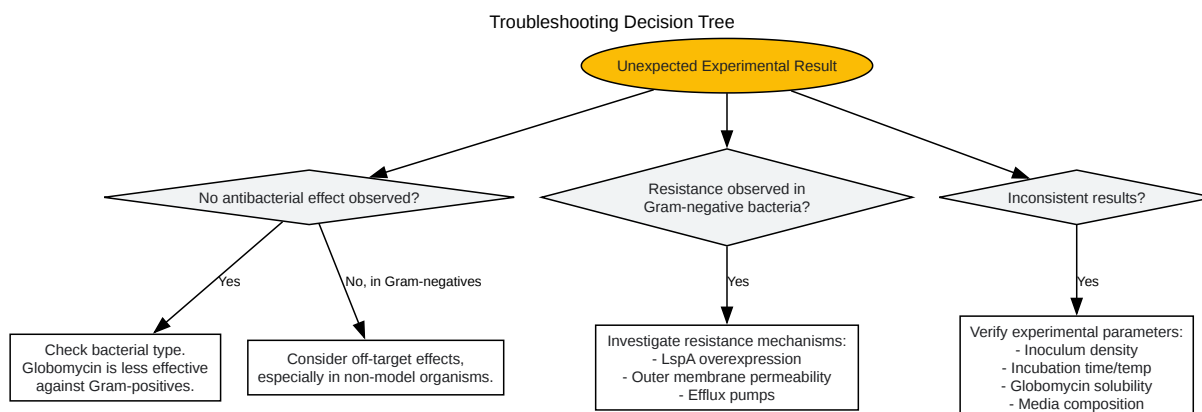 Troubleshooting Decision Tree
Unexpected Experimental Result
No antibacterial effect observed?
Resistance observed in
Gram-negative bacteria?
Inconsistent results?
Yes
No, in Gram-negatives
Yes
Yes
Check bacterial type.
Globomycin is less effective
against Gram-positives.
Consider off-target effects,
especially in non-model organisms.
Investigate resistance mechanisms:
- LspA overexpression
- Outer membrane permeability
- Efflux pumps
Verify experimental parameters:
- Inoculum density
- Incubation time/temp
- Globomycin solubility
- Media composition